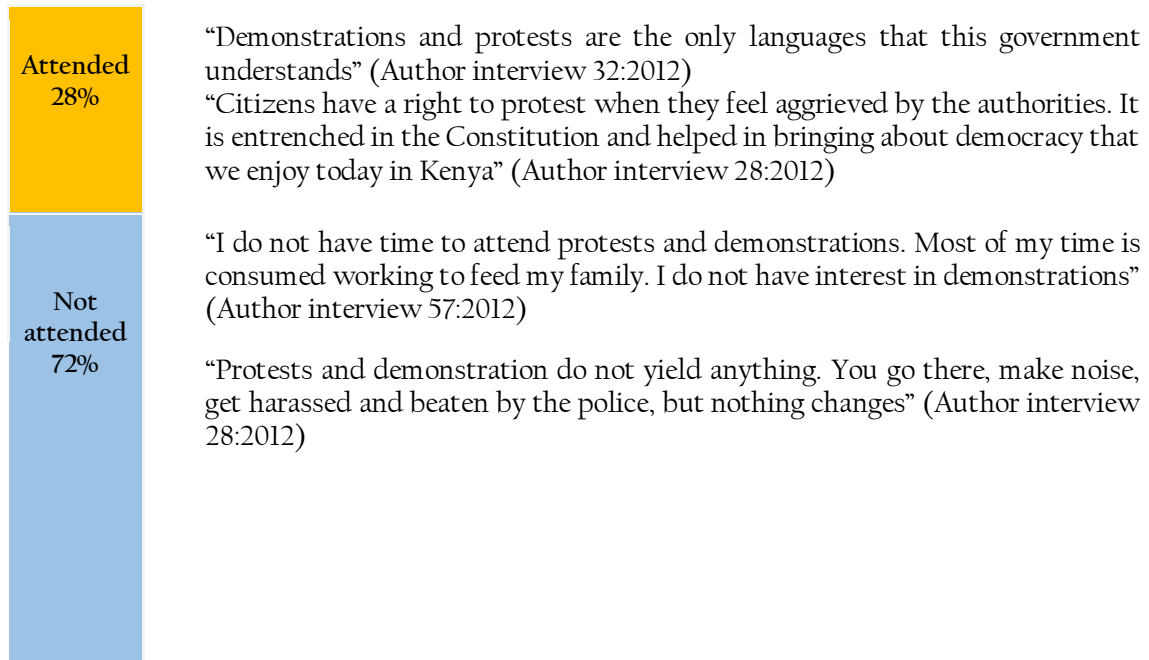 Attended
28%
“Demonstrations and protests are the only languages that this government
understands” (Author interview 32:2012)
“Citizens have a right to protest when they feel aggrieved by the authorities. It
is entrenched in the Constitution and helped in bringing about democracy that
we enjoy today in Kenya” (Author interview 28:2012)
Not
attended
72%
“I do not have time to attend protests and demonstrations. Most of my time is
consumed working to feed my family. I do not have interest in demonstrations”
(Author interview 57:2012)
“Protests and demonstration do not yield anything. You go there, make noise,
get harassed and beaten by the police, but nothing changes” (Author interview
28:2012)